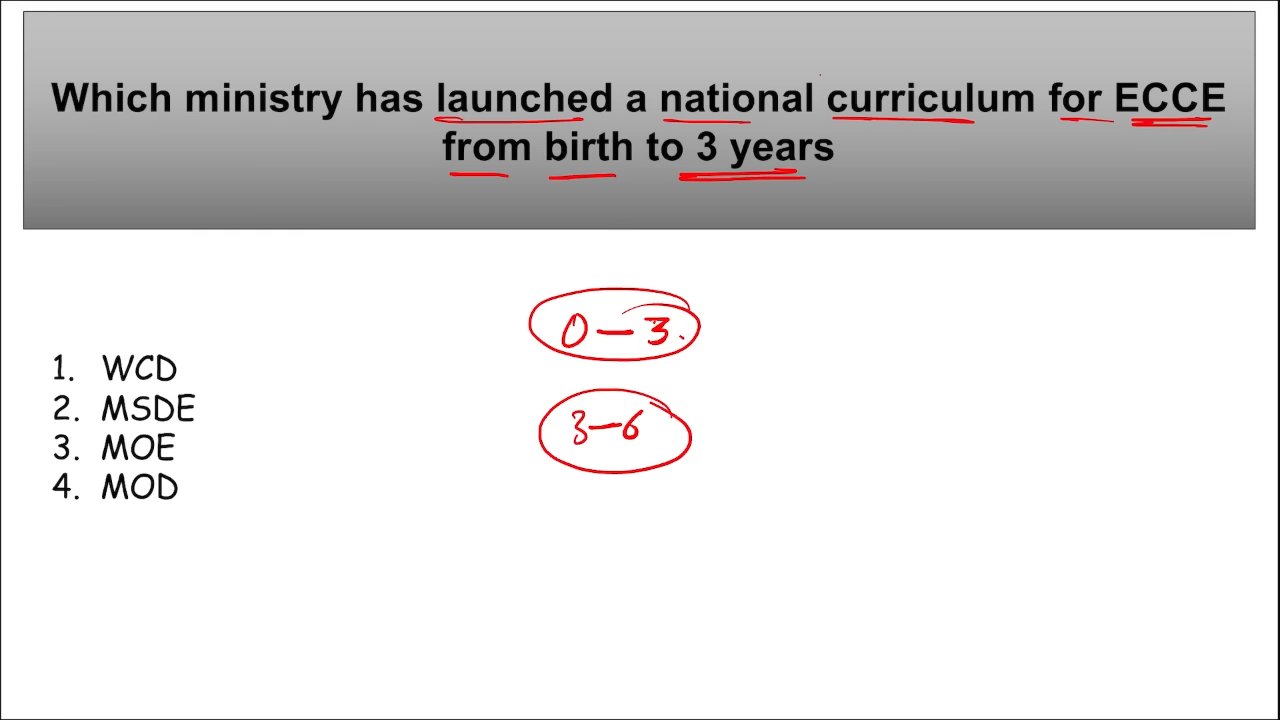 Which ministry has launched a national curriculum for ECCE
from birth to 3 years
0-3.
1. WCD
2. MSDE
3-6
3. MOE
4. MOD